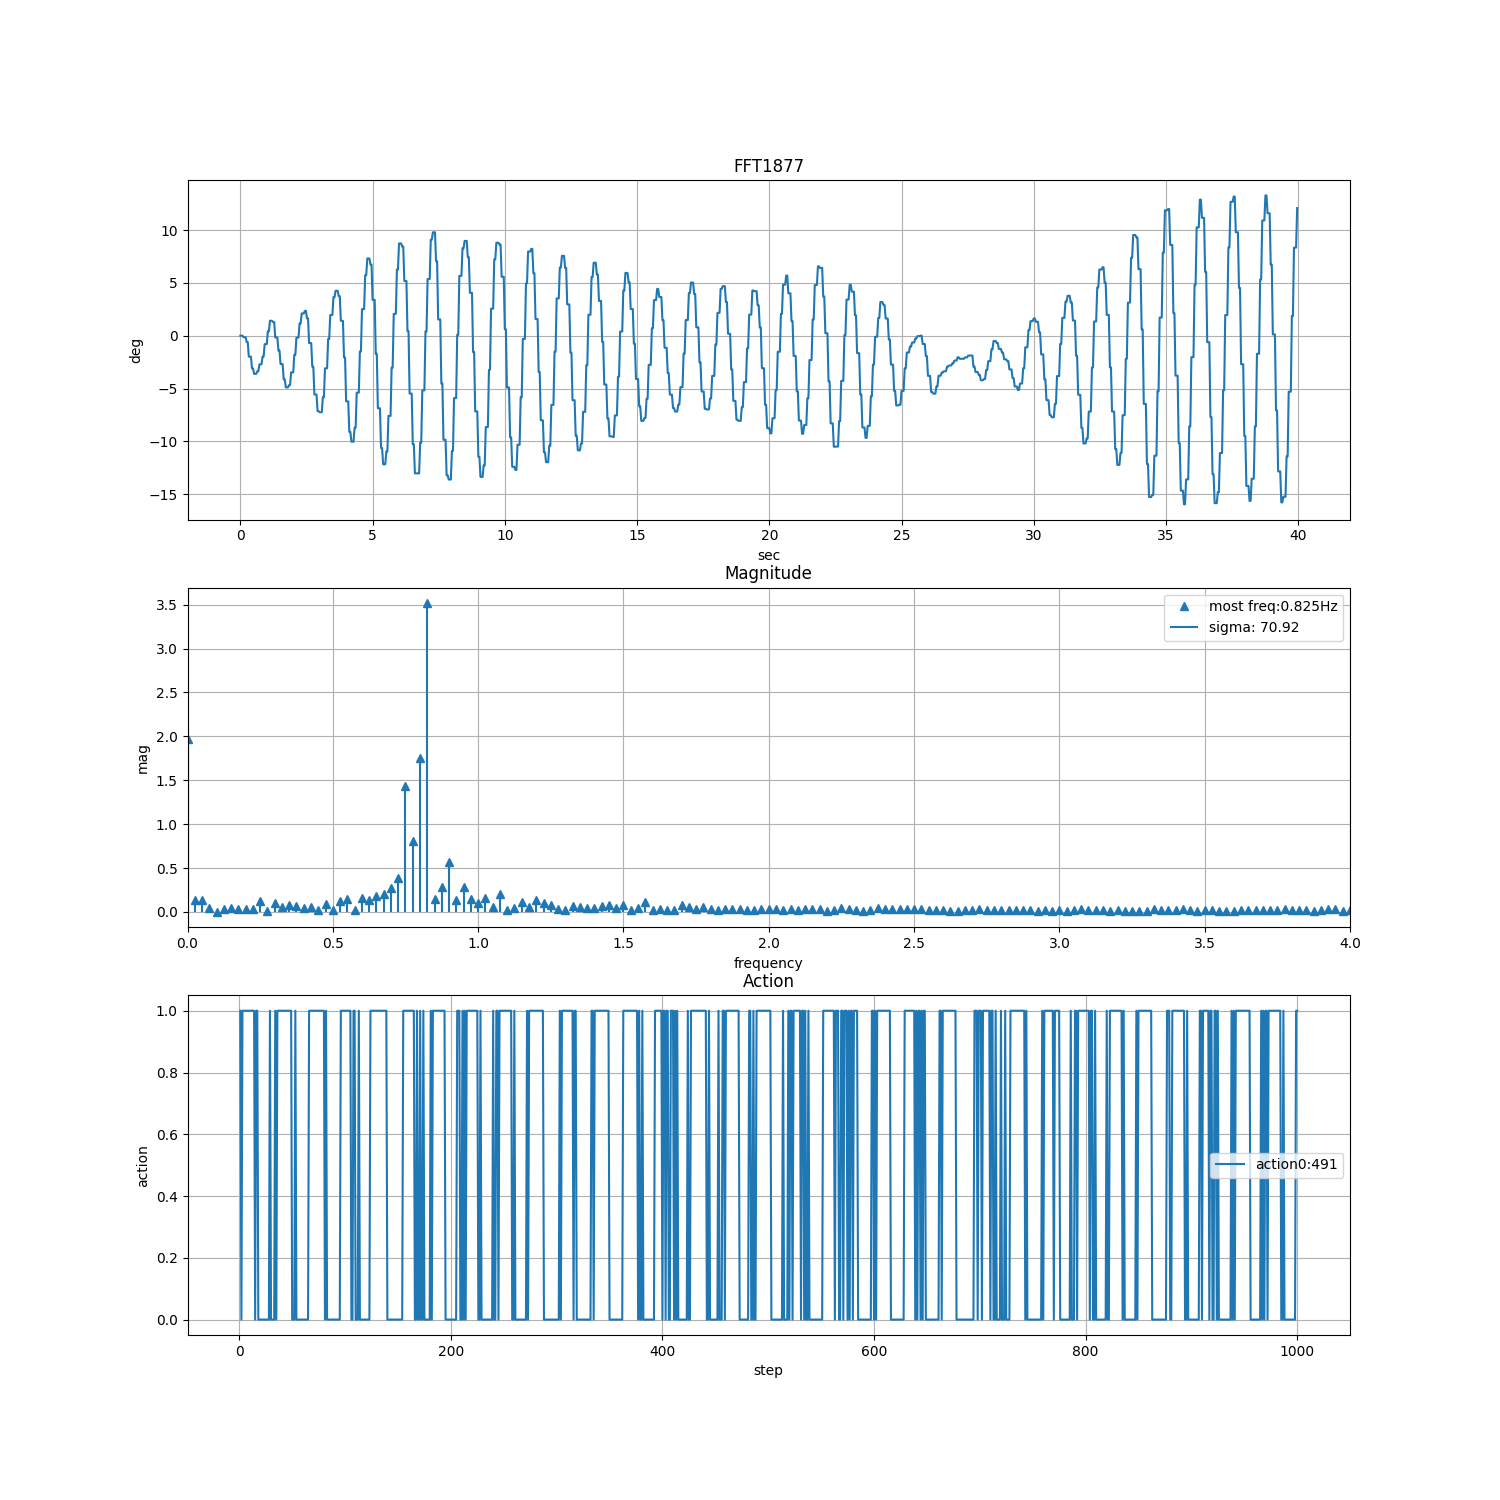 FFT1877
10
5
0
−5
−10
−15
deg
0 5 10 15 20 25 30 35 40
sec
Magnitude
most freq:0.825Hz
sigma: 70.92
3.5
3.0
2.5
2.0
1.5
1.0
0.5
0.0
mag
0.0 0.5 1.0 1.5 2.0 2.5 3.0 3.5 4.0
frequency
Action
1.0
0.8
0.6
0.4
0.2
0.0
action
action0:491
0 200 400 600 800 1000
step